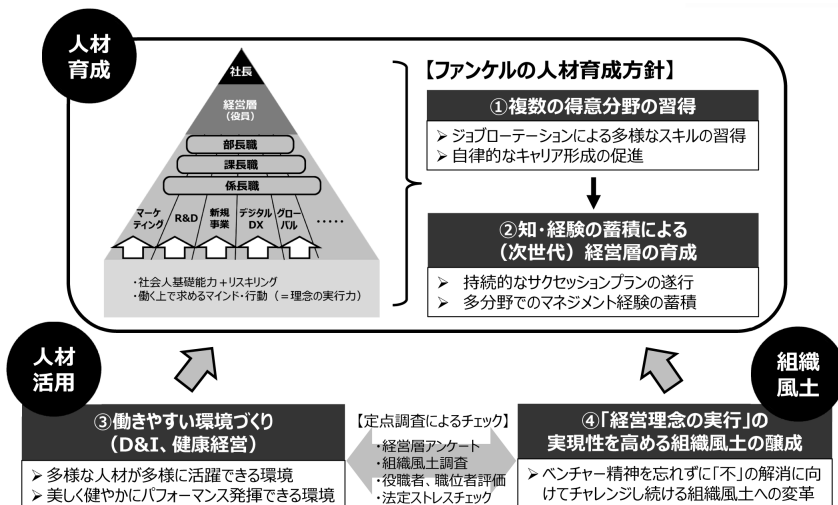 人材
育成
社長
経営層
(役員)
部長職
課長職
係長職
マーケ
ティング
R&D
新規
事業
デジタル
DX
グロー
バル
・・・・・
・社会人基礎能力+リスキリング
・働く上で求めるマインド・行動(=理念の実行力)
【ファンケルの人材育成方針】
①複数の得意分野の習得
➢ ジョブローテーションによる多様なスキルの習得
➢ 自律的なキャリア形成の促進
②知・経験の蓄積による
(次世代)経営層の育成
➢ 持続的なサクセッションプランの遂行
➢ 多分野でのマネジメント経験の蓄積
人材
活用
③働きやすい環境づくり
(D&I、健康経営)
➢ 多様な人材が多様に活躍できる環境
➢ 美しく健やかにパフォーマンス発揮できる環境
【定点調査によるチェック】
・経営層アンケート
・組織風土調査
・役職者、職位者評価
・法定ストレスチェック
組織
風土
④「経営理念の実行」の
実現性を高める組織風土の醸成
➢ ベンチャー精神を忘れずに「不」の解消に向
けてチャレンジし続ける組織風土への変革